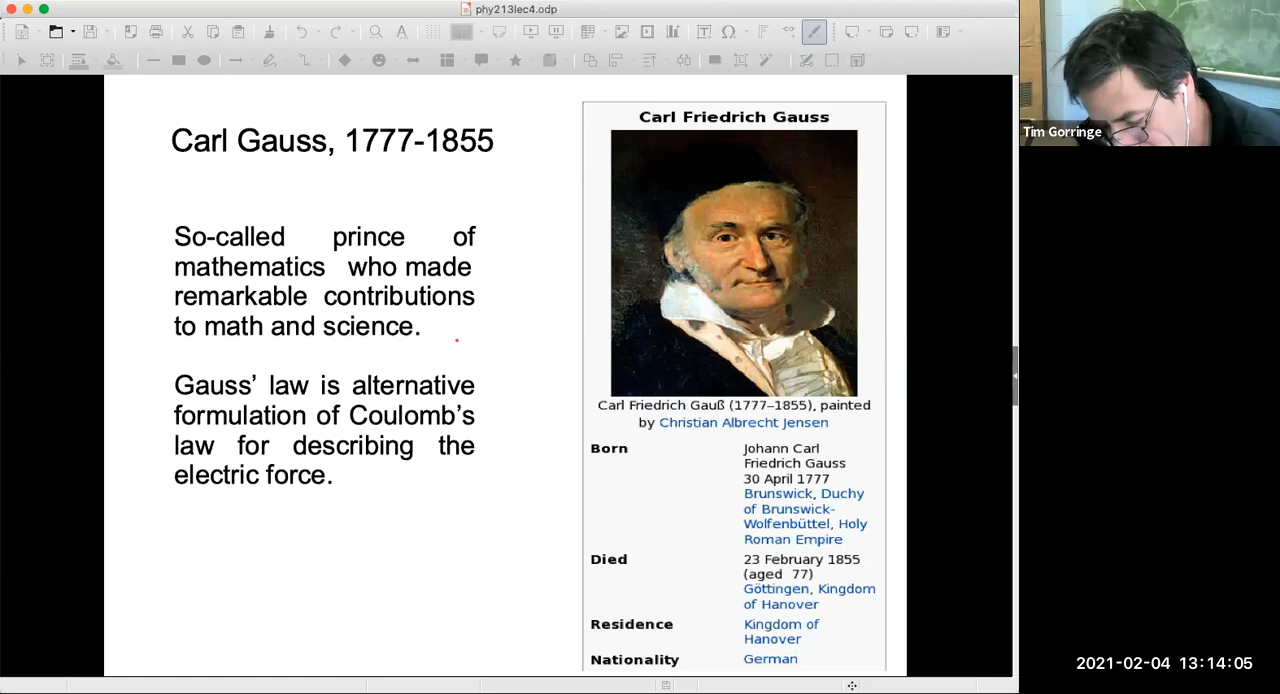 phy213lec4.odp
Carl Gauss, 1777-1855
So-called prince of
mathematics who made
remarkable contributions
to math and science.
Gauss’ law is alternative
formulation of Coulomb’s
law for describing the
electric force.
Carl Friedrich Gauss
Carl Friedrich Gauß (1777–1855), painted
by Christian Albrecht Jensen
Born
Johann Carl
Friedrich Gauss
30 April 1777
Brunswick, Duchy
of Brunswick-
Wolfenbüttel, Holy
Roman Empire
Died
23 February 1855
(aged 77)
Göttingen, Kingdom
of Hanover
Residence
Kingdom of
Hanover
Nationality
German
Tim Gorringe
2021-02-04 13:14:05